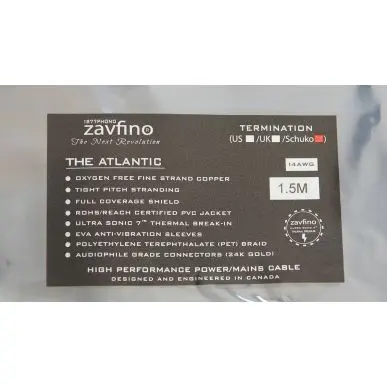 1877PHONO
zavfino
The Next Revolution
TERMINATION
(US /UK /Schuko )
THE ATLANTIC
14AWG
1.5M
OXYGEN FREE FINE STRAND COPPER
TIGHT PITCH STRANDING
FULL COVERAGE SHIELD
ROHS/REACH CERTIFIED PVC JACKET
ULTRA SONIC 7™ THERMAL BREAK-IN
EVA ANTI-VIBRATION SLEEVES
POLYETHYLENE TEREPHTHALATE (PET) BRAID
AUDIOPHILE GRADE CONNECTORS (24K GOLD)
zavfino
HIGH PERFORMANCE POWER/MAINS CABLE
DESIGNED AND ENGINEERED IN CANADA